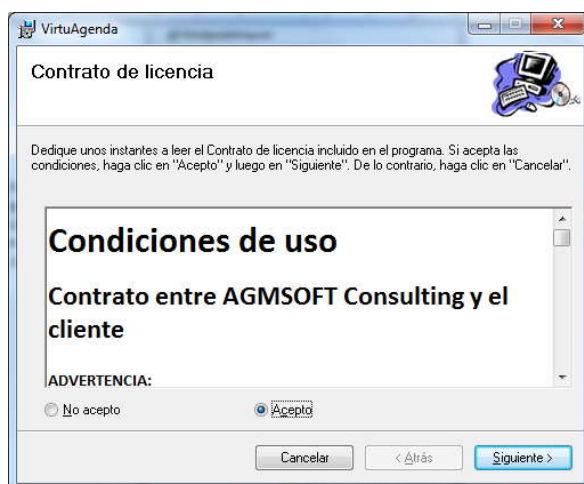 VirtuAgenda
Contrato de licencia
Dedique unos instantes a leer el Contrato de licencia incluido en el programa. Si acepta las
condiciones, haga clic en "Acepto" y luego en "Siguiente". De lo contrario, haga clic en "Cancelar".
Condiciones de uso
Contrato entre AGMSOFT Consulting y el
cliente
ADVERTENCIA:
No acepto Acepto
Cancelar < Atrás Siguiente >